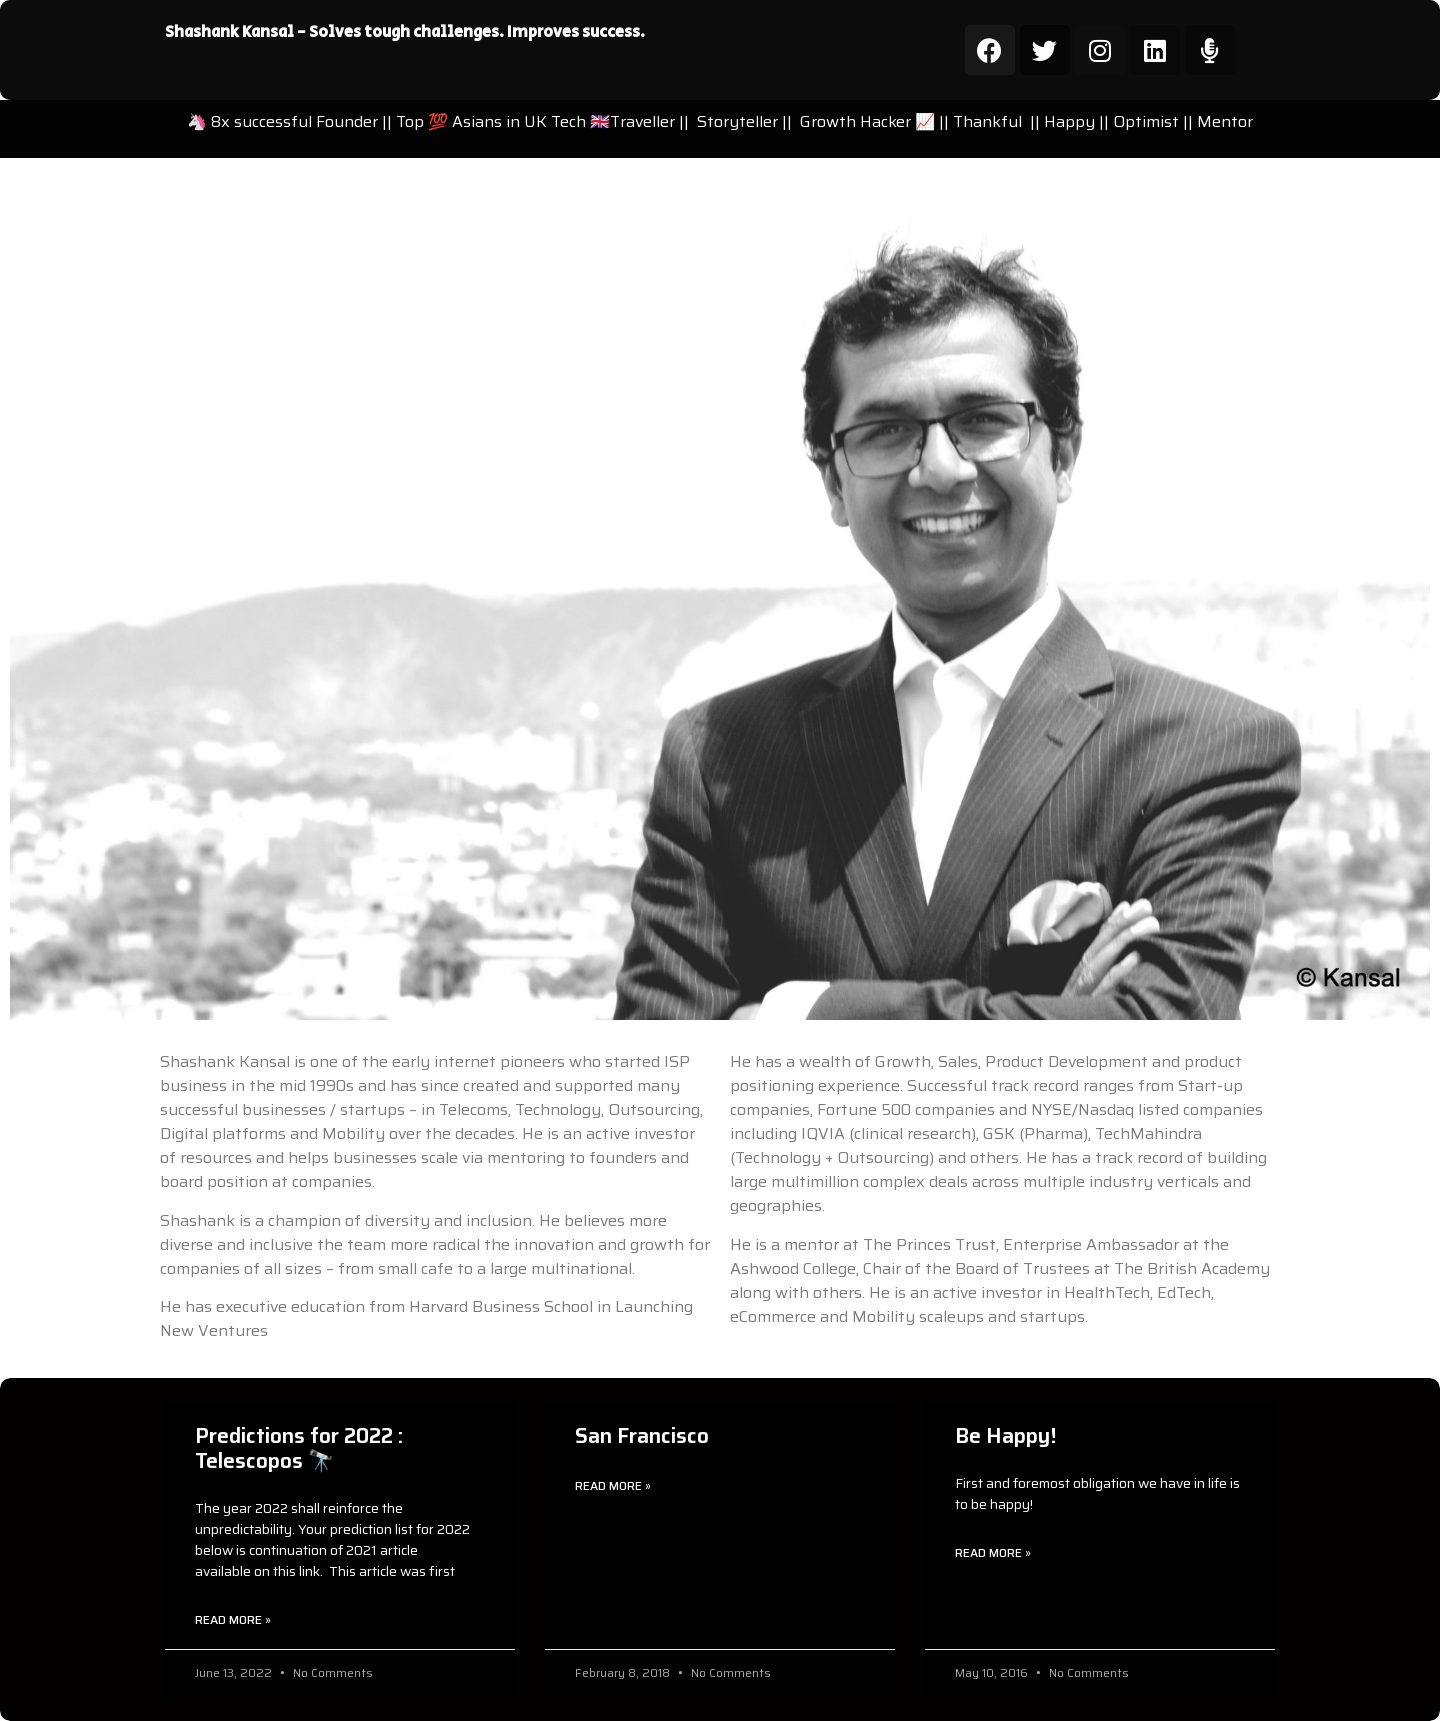 Shashank Kansal – Solves tough challenges. Improves success.
🦄 8x successful Founder || Top 💯 Asians in UK Tech 🇬🇧Traveller || Storyteller || Growth Hacker 📈 || Thankful || Happy || Optimist || Mentor
© Kansal
Shashank Kansal is one of the early internet pioneers who started ISP
business in the mid 1990s and has since created and supported many
successful businesses / startups – in Telecoms, Technology, Outsourcing,
Digital platforms and Mobility over the decades. He is an active investor
of resources and helps businesses scale via mentoring to founders and
board position at companies.
Shashank is a champion of diversity and inclusion. He believes more
diverse and inclusive the team more radical the innovation and growth for
companies of all sizes – from small cafe to a large multinational.
He has executive education from Harvard Business School in Launching
New Ventures
He has a wealth of Growth, Sales, Product Development and product
positioning experience. Successful track record ranges from Start-up
companies, Fortune 500 companies and NYSE/Nasdaq listed companies
including IQVIA (clinical research), GSK (Pharma), TechMahindra
(Technology + Outsourcing) and others. He has a track record of building
large multimillion complex deals across multiple industry verticals and
geographies.
He is a mentor at The Princes Trust, Enterprise Ambassador at the
Ashwood College, Chair of the Board of Trustees at The British Academy
along with others. He is an active investor in HealthTech, EdTech,
eCommerce and Mobility scaleups and startups.
Predictions for 2022 :
Telescopos 🔭
The year 2022 shall reinforce the
unpredictability. Your prediction list for 2022
below is continuation of 2021 article
available on this link. This article was first
READ MORE »
June 13, 2022 • No Comments
San Francisco
READ MORE »
February 8, 2018 • No Comments
Be Happy!
First and foremost obligation we have in life is
to be happy!
READ MORE »
May 10, 2016 • No Comments